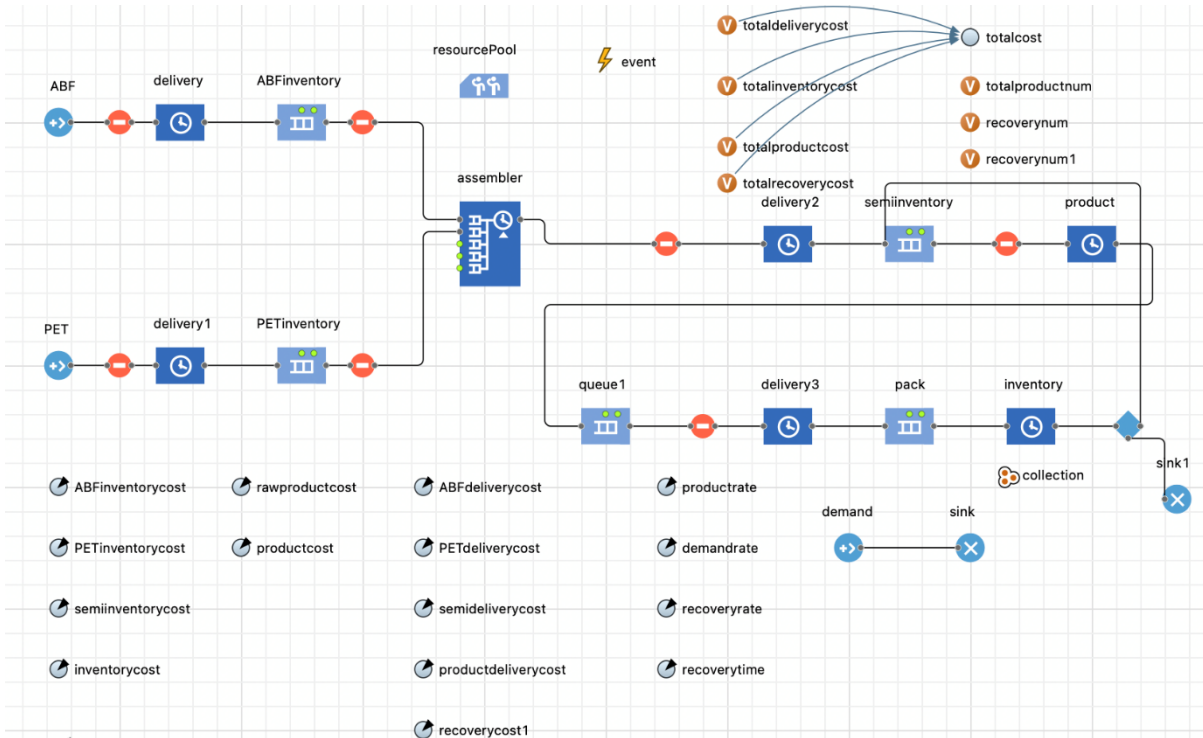 totaldeliverycost
totalcost
resourcePool
event
ABF
delivery
ABFinventory
totalinventorycost
totalproductnum
recoverynum
totalproductcost
recoverynum1
assembler
totalrecoverycost
delivery2
semiinventory
product
PET
delivery1
PETinventory
queue1
delivery3
pack
inventory
sink1
collection
ABFinventorycost
rawproductcost
ABFdeliverycost
productrate
demand
sink
PETinventorycost
productcost
PETdeliverycost
demandrate
semiinventorycost
semideliverycost
recoveryrate
inventorycost
productdeliverycost
recoverytime
recoverycost1